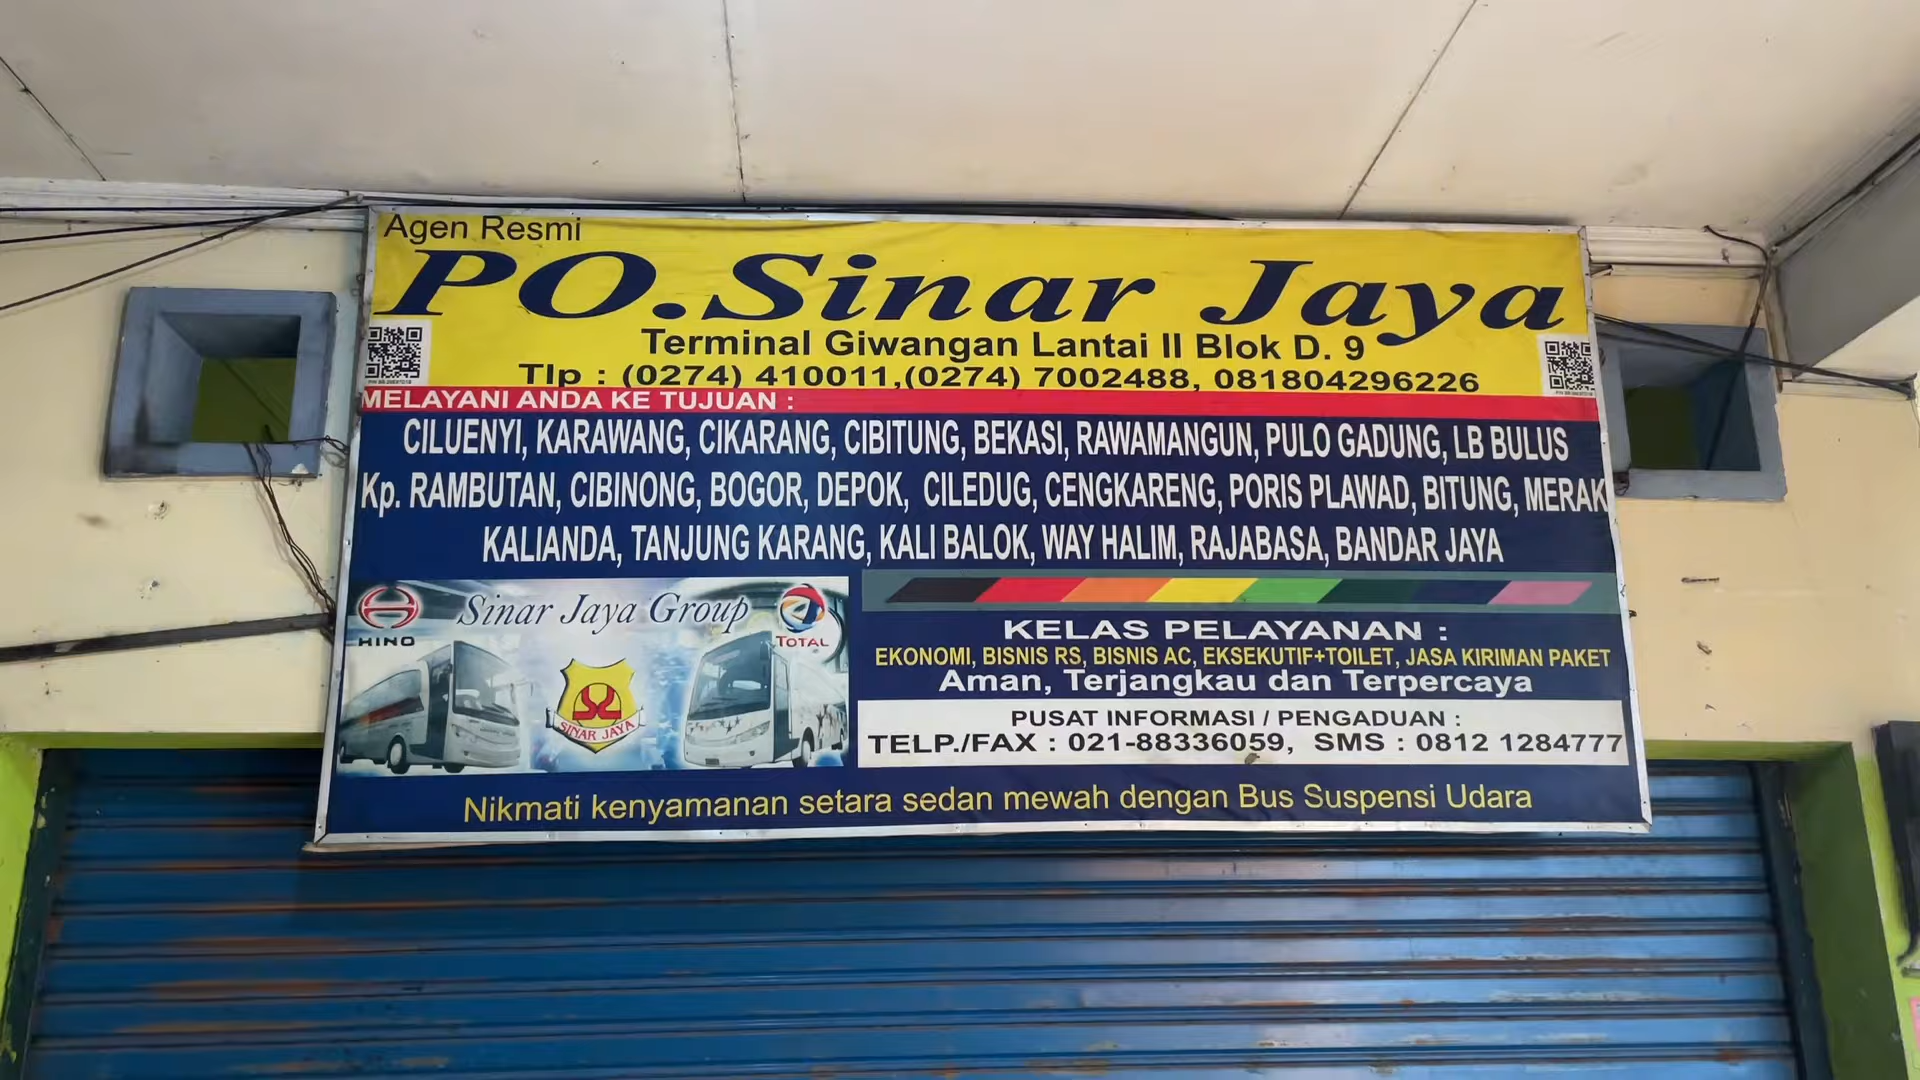 Agen Resmi
PO.Sinar Jaya
Terminal Giwangan Lantai II Blok D. 9
Tlp : (0274) 410011,(0274) 7002488, 081804296226
MELAYANI ANDA KE TUJUAN :
CILUENYI, KARAWANG, CIKARANG, CIBITUNG, BEKASI, RAWAMANGUN, PULO GADUNG, LB BULUS
Kp. RAMBUTAN, CIBINONG, BOGOR, DEPOK, CILEDUG, CENGKARENG, PORIS PLAWAD, BITUNG, MERAK
KALIANDA, TANJUNG KARANG, KALI BALOK, WAY HALIM, RAJABASA, BANDAR JAYA
HINO
Sinar Jaya Group
TOTAL
SINAR JAYA
KELAS PELAYANAN :
EKONOMI, BISNIS RS, BISNIS AC, EKSEKUTIF+TOILET, JASA KIRIMAN PAKET
Aman, Terjangkau dan Terpercaya
PUSAT INFORMASI / PENGADUAN :
TELP./FAX : 021-88336059, SMS : 0812 1284777
Nikmati kenyamanan setara sedan mewah dengan Bus Suspensi Udara